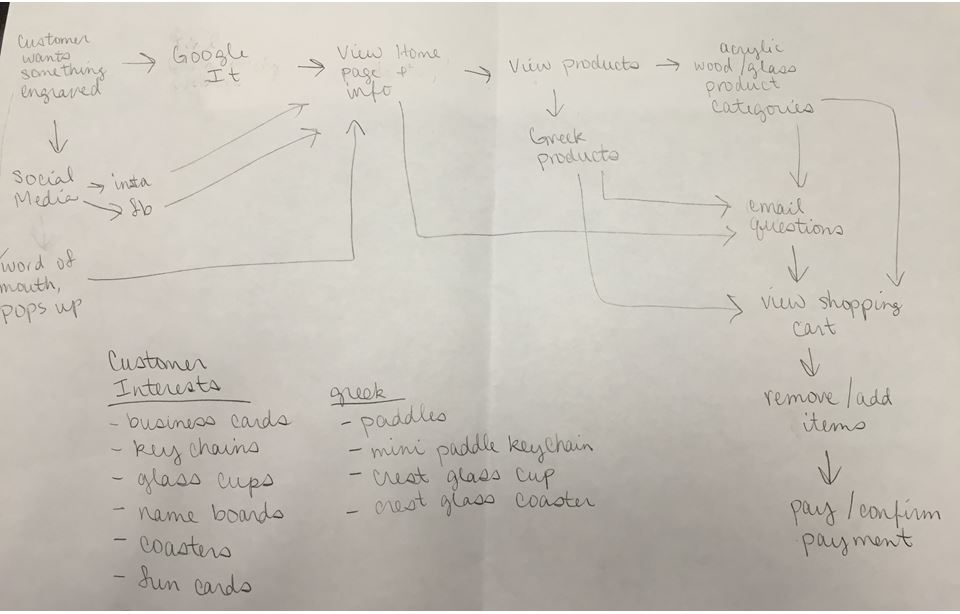 Customer
wants
something
engraved
Google
It
View Home
page +
info
View products
acrylic
wood/glass
product
categories
Greek
products
Social
Media
insta
fb
email
questions
word of
mouth,
pops up
view shopping
cart
remove/add
items
pay/confirm
payment
Customer
Interests
- business cards
- key chains
- glass cups
- name boards
- coasters
- fun cards
greek
- paddles
- mini paddle keychain
- crest glass cup
- crest glass coaster